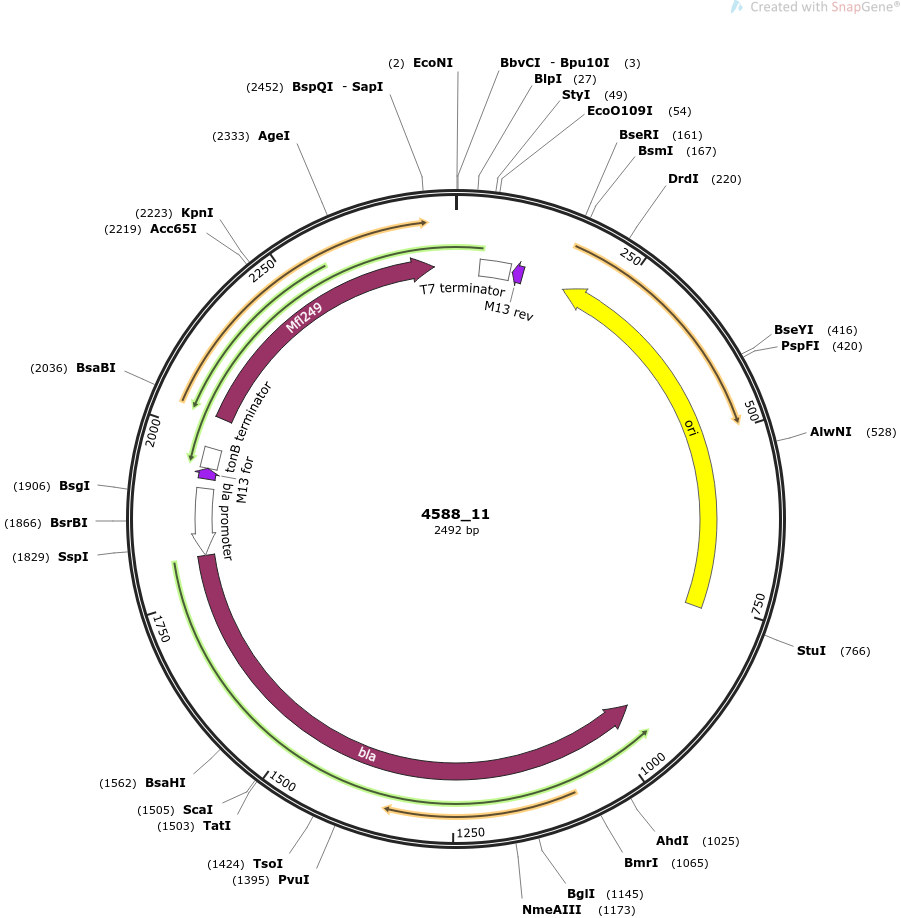 Created with SnapGene®
(2) EcoNI
BbvCI - Bpu10I (3)
(2452) BspQI - SapI
BlpI (27)
StyI (49)
EcoO109I (54)
(2333) AgeI
BseRI (161)
BsmI (167)
DrdI (220)
(2223) KpnI
(2219) Acc65I
250
2250
T7 terminator
M13 rev
Mfl249
BseYI (416)
PspFI (420)
(2036) BsaBI
500
2000
ori
AlwNI (528)
tonB terminator
M13 for
bla promoter
(1906) BsgI
(1866) BsrBI
4588_11
2492 bp
(1829) SspI
750
1750
StuI (766)
bla
1000
1500
(1562) BsaHI
(1505) ScaI
(1503) TatI
1250
AhdI (1025)
(1424) TsoI
BmrI (1065)
(1395) PvuI
BglI (1145)
NmeAIII (1173)